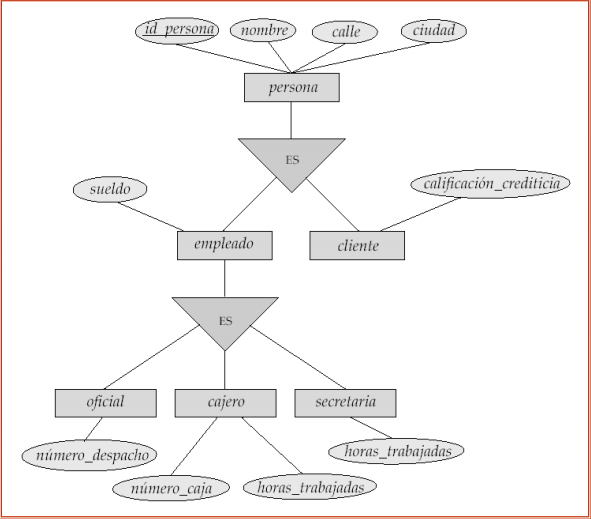 id_persona
nombre
calle
ciudad
persona
ES
sueldo
calificación_crediticia
empleado
cliente
ES
oficial
cajero
secretaria
número_despacho
horas_trabajadas
número_caja
horas_trabajadas